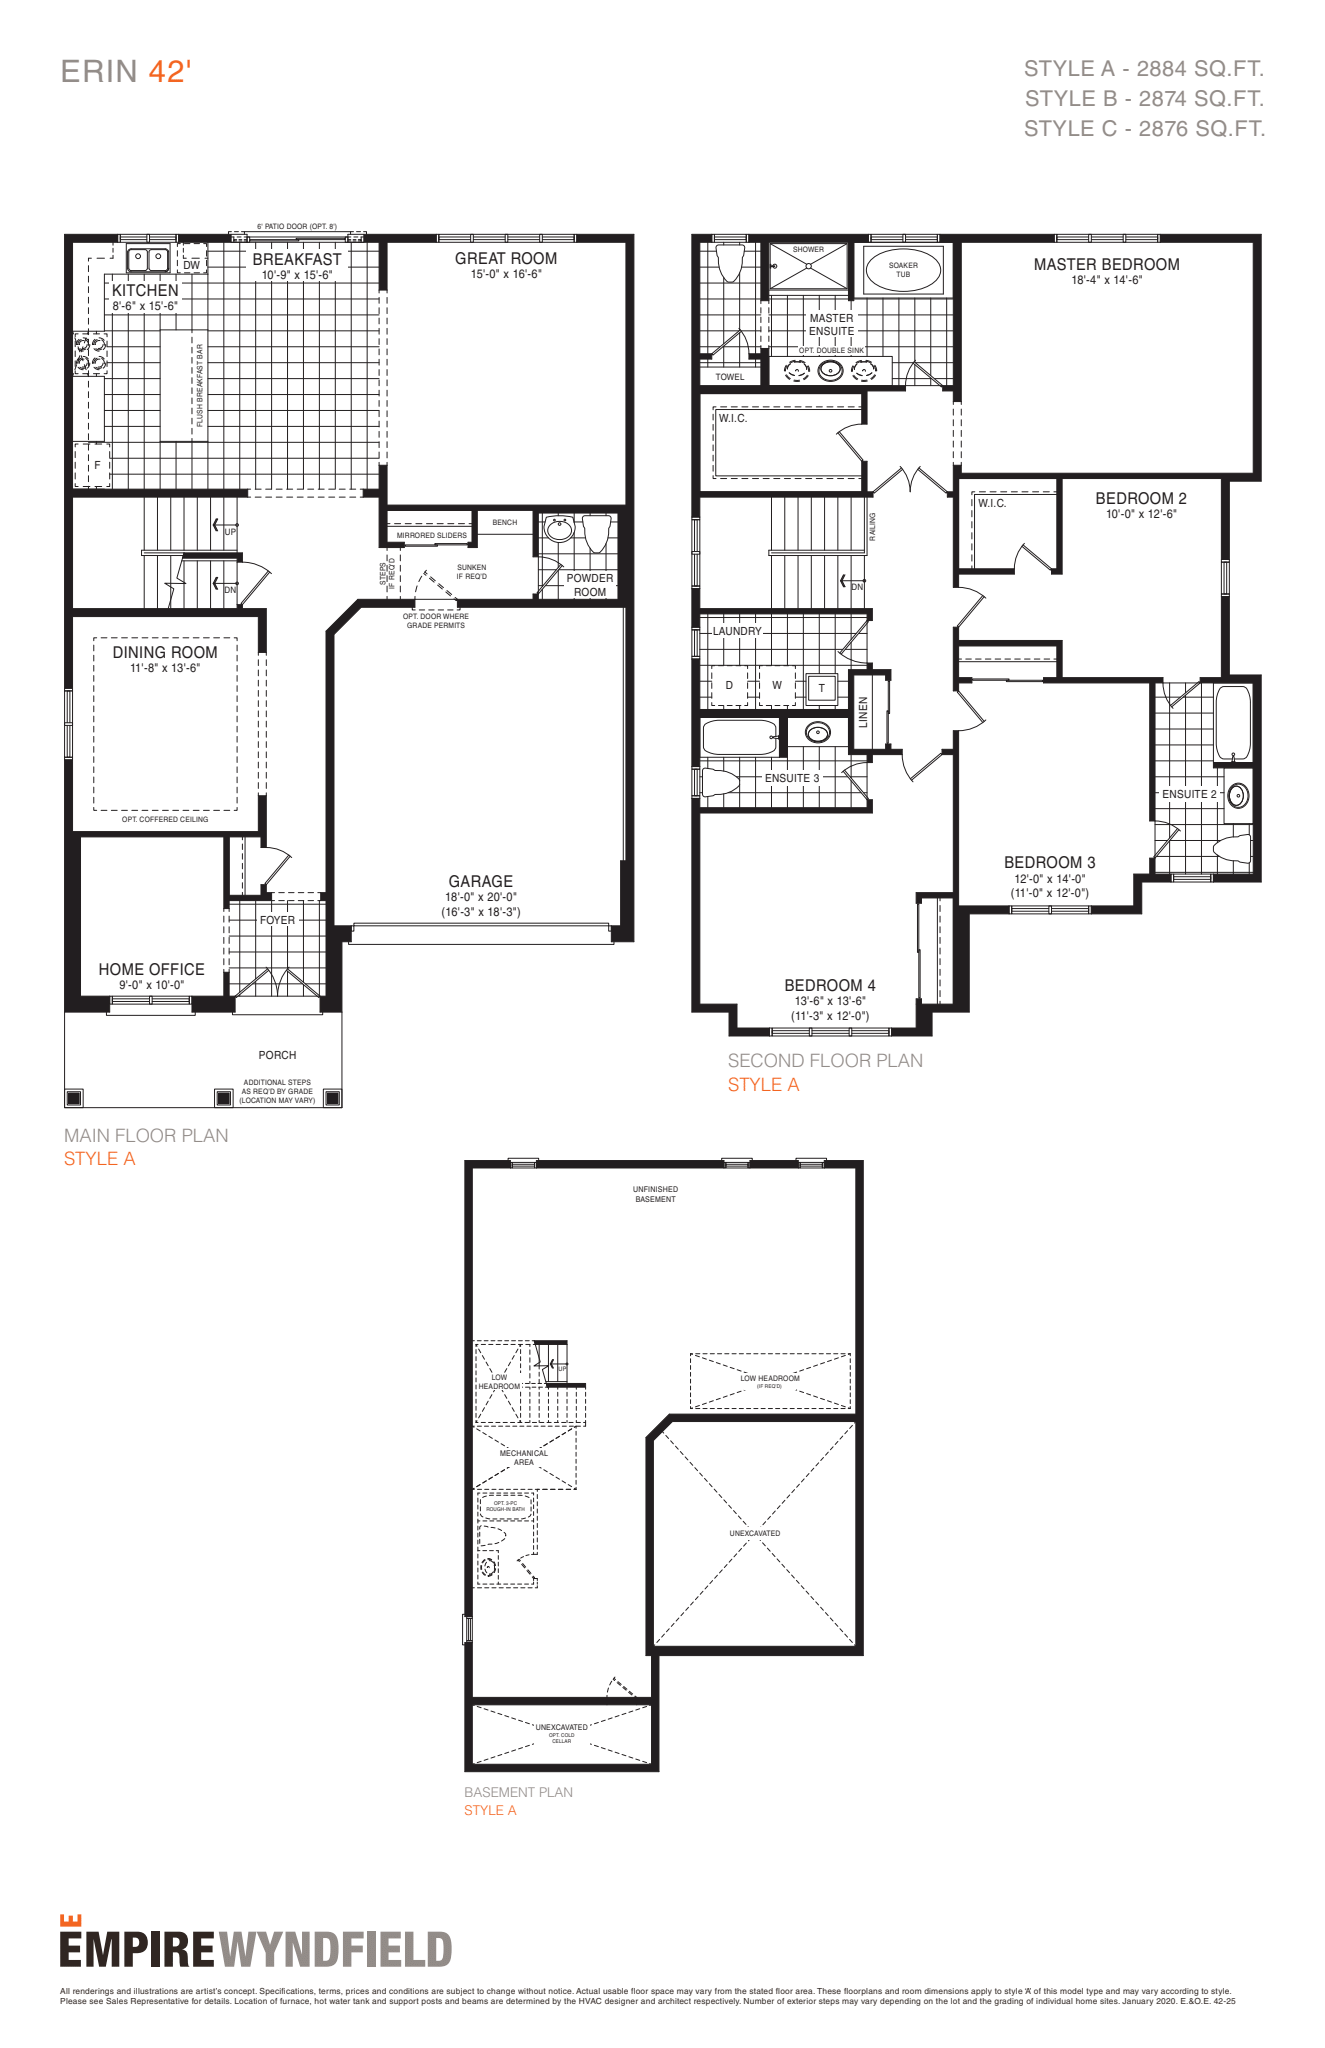 ERIN 42'
STYLE A - 2884 SQ.FT.
STYLE B - 2874 SQ.FT.
STYLE C - 2876 SQ.FT.
6' PATIO DOOR (OPT. 8')
DW
BREAKFAST
10'-9" x 15'-6"
GREAT ROOM
15'-0" x 16'-6"
KITCHEN
8'-6" x 15'-6"
FLUSH BREAKFAST BAR
F
UP
DN
MIRRORED SLIDERS
BENCH
STEPS
IF REQ'D
SUNKEN
IF REQ'D
POWDER
ROOM
OPT. DOOR WHERE
GRADE PERMITS
DINING ROOM
11'-8" x 13'-6"
OPT. COFFERED CEILING
GARAGE
18'-0" x 20'-0"
(16'-3" x 18'-3")
FOYER
HOME OFFICE
9'-0" x 10'-0"
PORCH
ADDITIONAL STEPS
AS REQ'D BY GRADE
(LOCATION MAY VARY)
MAIN FLOOR PLAN
STYLE A
SHOWER
SOAKER
TUB
MASTER BEDROOM
18'-4" x 14'-6"
MASTER
ENSUITE
OPT. DOUBLE SINK
TOWEL
W.I.C.
W.I.C.
BEDROOM 2
10'-0" x 12'-6"
RAILING
DN
LAUNDRY
D
W
T
LINEN
ENSUITE 3
ENSUITE 2
BEDROOM 3
12'-0" x 14'-0"
(11'-0" x 12'-0")
BEDROOM 4
13'-6" x 13'-6"
(11'-3" x 12'-0")
SECOND FLOOR PLAN
STYLE A
UNFINISHED
BASEMENT
UP
LOW
HEADROOM
LOW HEADROOM
(IF REQ'D)
MECHANICAL
AREA
OPT. 3-PC
ROUGH-IN BATH
UNEXCAVATED
UNEXCAVATED
OPT. COLD
CELLAR
BASEMENT PLAN
STYLE A
EMPIRE WYNDFIELD
All renderings and illustrations are artist's concept. Specifications, terms, prices and conditions are subject to change without notice. Actual usable floor space may vary from the stated floor area. These floorplans and room dimensions apply to style 'A' of this model type and may vary according to style.
Please see Sales Representative for details. Location of furnace, hot water tank and support posts and beams are determined by the HVAC designer and architect respectively. Number of exterior steps may vary depending on the lot and the grading of individual home sites. January 2020. E.&O.E. 42-25